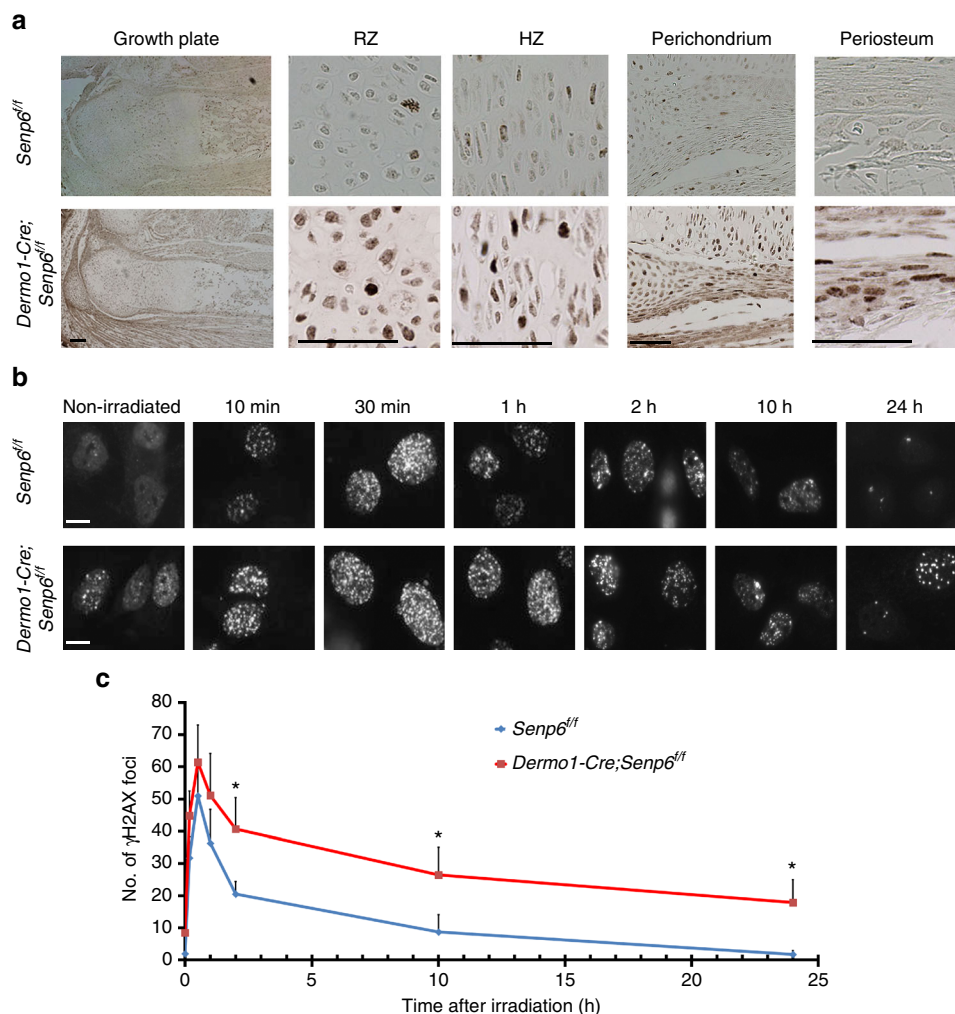 a
Growth plate RZ HZ Perichondrium Periosteum
Senp6f/f
Dermo1-Cre;
Senp6f/f
b
Non-irradiated 10 min 30 min 1 h 2 h 10 h 24 h
Senp6f/f
Dermo1-Cre;
Senp6f/f
c
80
70
60
50
40
30
20
10
0
No. of γH2AX foci
Senp6f/f
Dermo1-Cre;Senp6f/f
*
*
*
0 5 10 15 20 25
Time after irradiation (h)